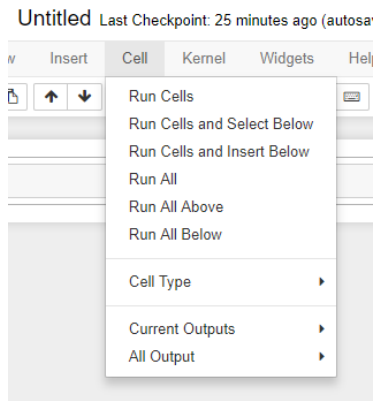 Untitled Last Checkpoint: 25 minutes ago (autosa
Insert Cell Kernel Widgets Hel
Run Cells
Run Cells and Select Below
Run Cells and Insert Below
Run All
Run All Above
Run All Below
Cell Type
Current Outputs
All Output